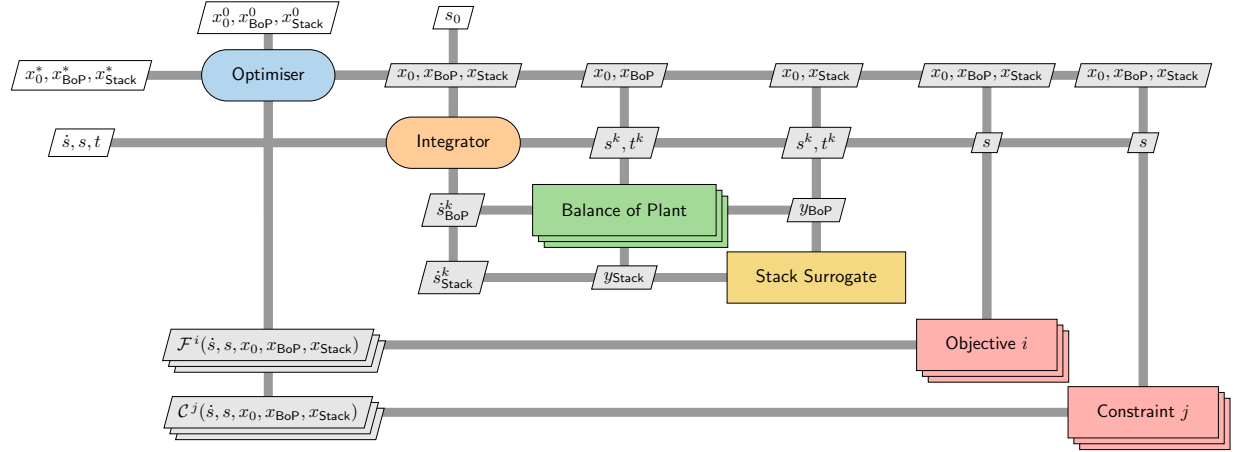 x_0^0, x_BoP^0, x_Stack^0
s_0
x_0^*, x_BoP^*, x_Stack^*
Optimiser
x_0, x_BoP, x_Stack
x_0, x_BoP
x_0, x_Stack
x_0, x_BoP, x_Stack
x_0, x_BoP, x_Stack
ṡ, s, t
Integrator
s^k, t^k
s^k, t^k
s
s
ṡ_BoP^k
Balance of Plant
y_BoP
ṡ_Stack^k
y_Stack
Stack Surrogate
ℱ^i(ṡ, s, x_0, x_BoP, x_Stack)
Objective i
𝒞^j(ṡ, s, x_0, x_BoP, x_Stack)
Constraint j